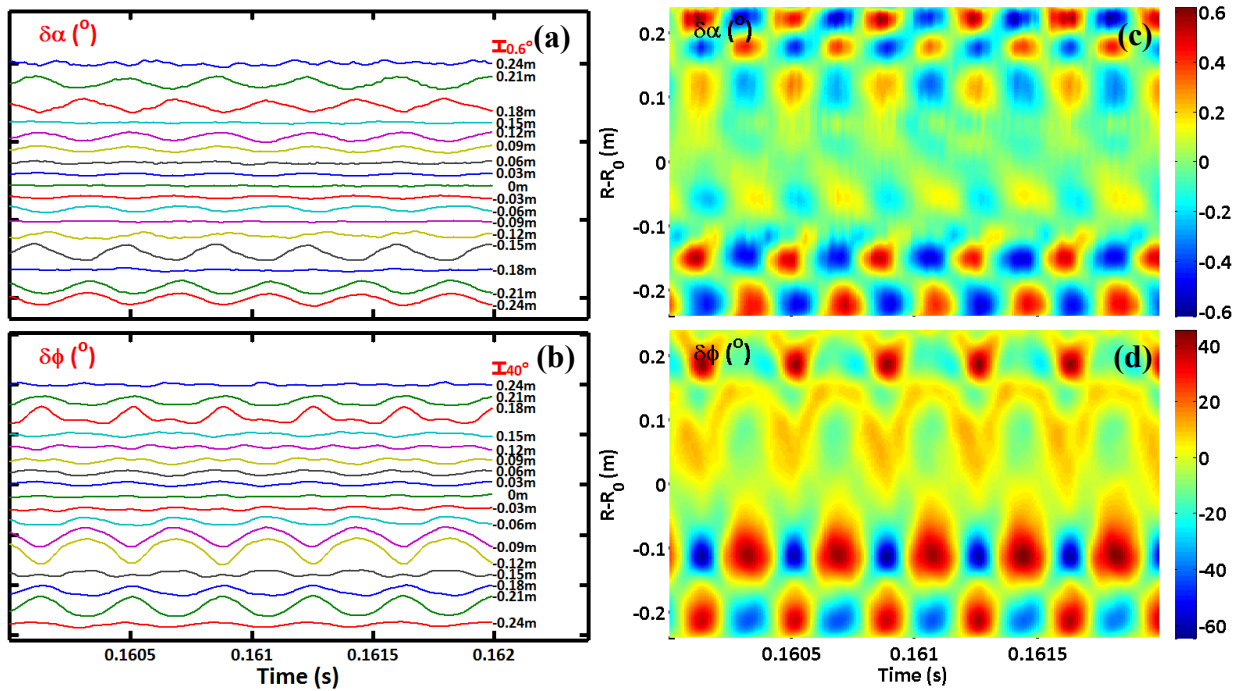 δα (°)
(a)
0.6°
0.24m
0.21m
0.18m
0.15m
0.12m
0.09m
0.06m
0.03m
0m
-0.03m
-0.06m
-0.09m
-0.12m
-0.15m
-0.18m
-0.21m
-0.24m
δϕ (°)
(b)
40°
0.24m
0.21m
0.18m
0.15m
0.12m
0.09m
0.06m
0.03m
0m
-0.03m
-0.06m
-0.09m
-0.12m
-0.15m
-0.18m
-0.21m
-0.24m
0.1605 0.161 0.1615 0.162
Time (s)
δα (°)
(c)
0.2
0.1
0
-0.1
-0.2
R-R0 (m)
0.6
0.4
0.2
0
-0.2
-0.4
-0.6
δϕ (°)
(d)
0.2
0.1
0
-0.1
-0.2
40
20
0
-20
-40
-60
0.1605 0.161 0.1615
Time (s)